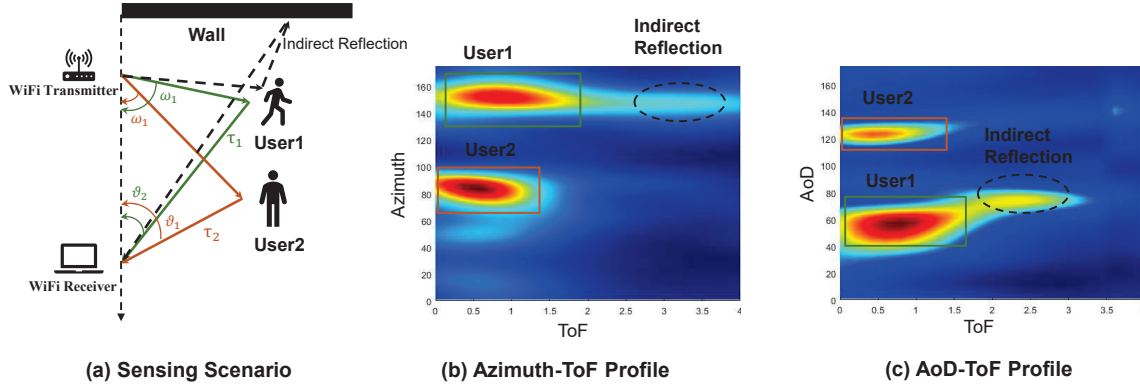 Wall
Indirect Reflection
WiFi Transmitter
ω1
ω1
User1
τ1
ϑ2
ϑ1
τ2
User2
WiFi Receiver
(a) Sensing Scenario
Indirect
Reflection
User1
User2
Azimuth
160
140
120
100
80
60
40
20
0
0
0.5
1
1.5
2
2.5
3
3.5
4
ToF
(b) Azimuth-ToF Profile
User2
Indirect
Reflection
User1
AoD
160
140
120
100
80
60
40
20
0
0
0.5
1
1.5
2
2.5
3
3.5
ToF
(c) AoD-ToF Profile